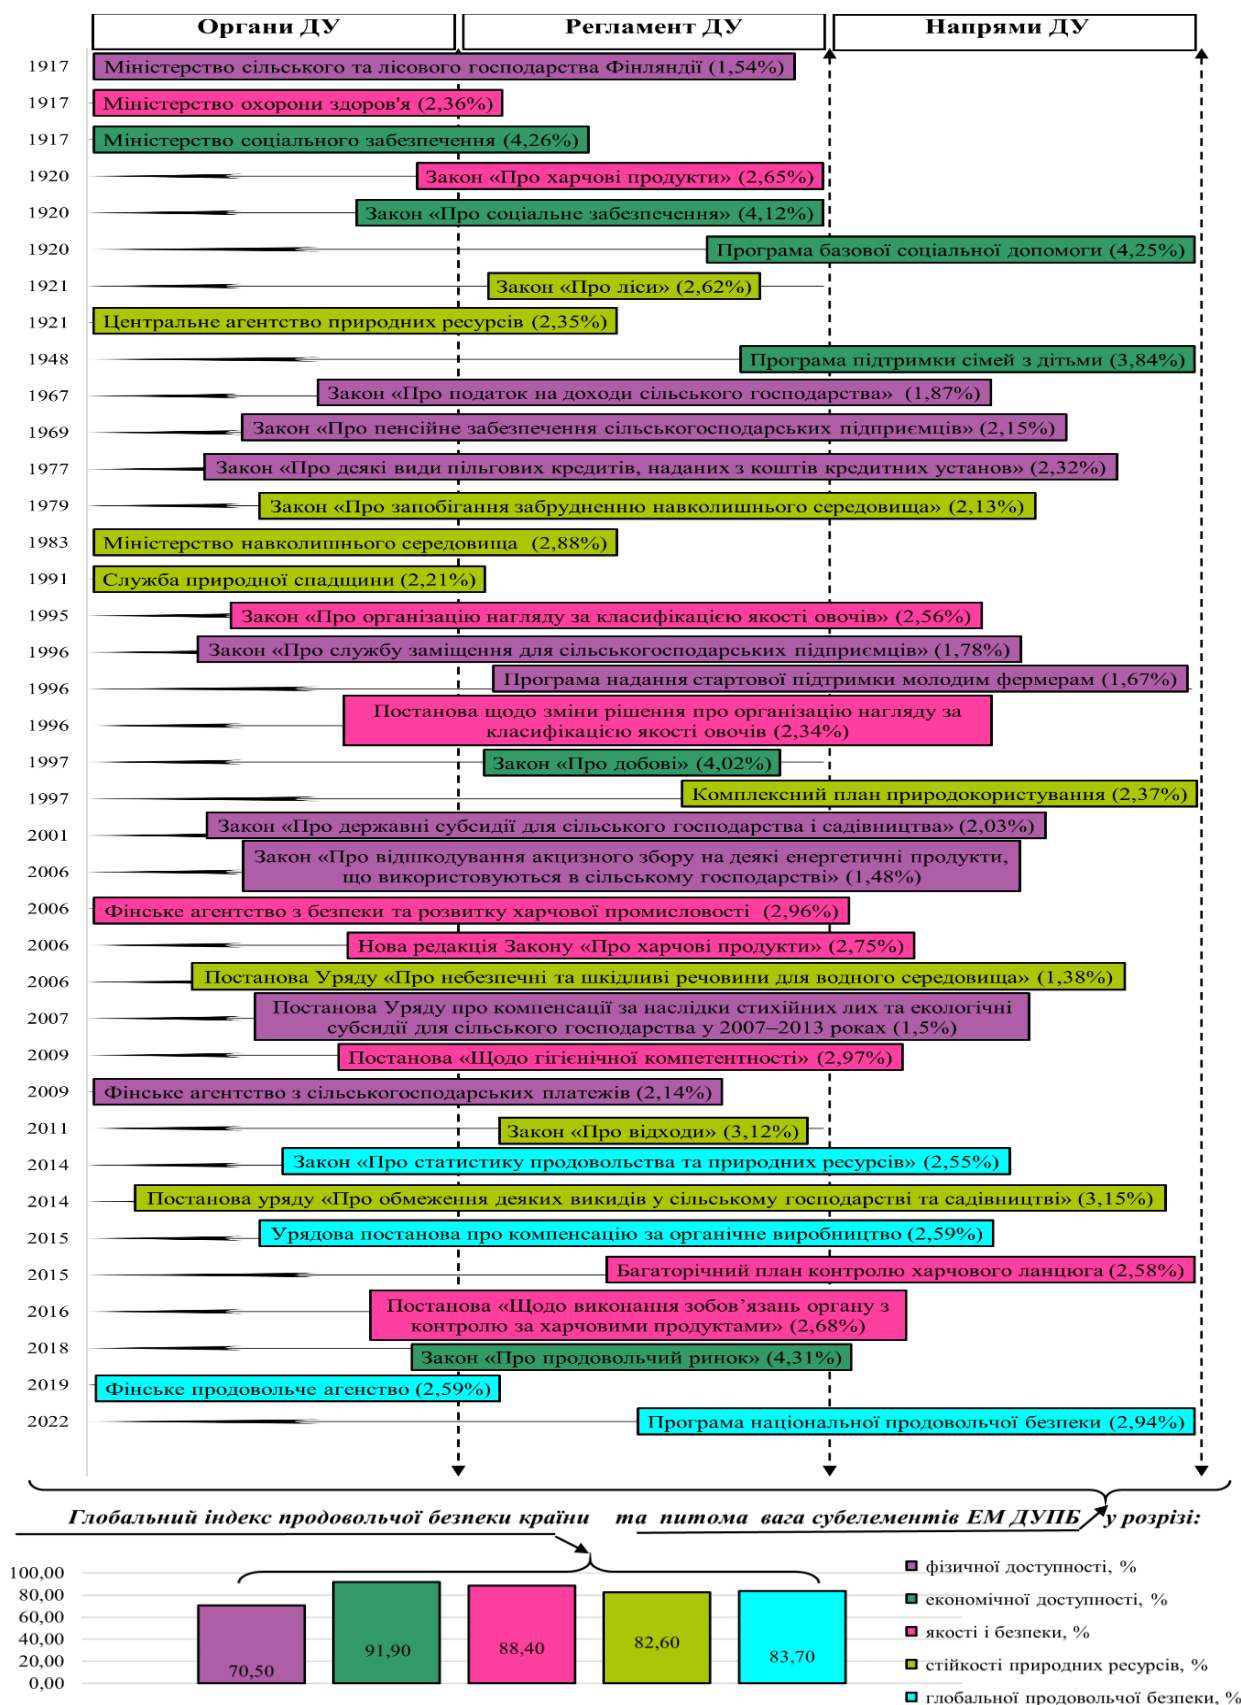 Органи ДУ Регламент ДУ Напрями ДУ
1917 Міністерство сільського та лісового господарства Фінляндії (1,54%)
1917 Міністерство охорони здоров'я (2,36%)
1917 Міністерство соціального забезпечення (4,26%)
1920 Закон «Про харчові продукти» (2,65%)
1920 Закон «Про соціальне забезпечення» (4,12%)
1920 Програма базової соціальної допомоги (4,25%)
1921 Закон «Про ліси» (2,62%)
1921 Центральне агентство природних ресурсів (2,35%)
1948 Програма підтримки сімей з дітьми (3,84%)
1967 Закон «Про податок на доходи сільського господарства» (1,87%)
1969 Закон «Про пенсійне забезпечення сільськогосподарських підприємців» (2,15%)
1977 Закон «Про деякі види пільгових кредитів, наданих з коштів кредитних установ» (2,32%)
1979 Закон «Про запобігання забрудненню навколишнього середовища» (2,13%)
1983 Міністерство навколишнього середовища (2,88%)
1991 Служба природної спадщини (2,21%)
1995 Закон «Про організацію нагляду за класифікацією якості овочів» (2,56%)
1996 Закон «Про службу заміщення для сільськогосподарських підприємців» (1,78%)
1996 Програма надання стартової підтримки молодим фермерам (1,67%)
1996 Постанова щодо зміни рішення про організацію нагляду за
класифікацією якості овочів (2,34%)
1997 Закон «Про добові» (4,02%)
1997 Комплексний план природокористування (2,37%)
2001 Закон «Про державні субсидії для сільського господарства і садівництва» (2,03%)
2006 Закон «Про відшкодування акцизного збору на деякі енергетичні продукти,
що використовуються в сільському господарстві» (1,48%)
2006 Фінське агентство з безпеки та розвитку харчової промисловості (2,96%)
2006 Нова редакція Закону «Про харчові продукти» (2,75%)
2006 Постанова Уряду «Про небезпечні та шкідливі речовини для водного середовища» (1,38%)
2007 Постанова Уряду про компенсації за наслідки стихійних лих та екологічні
субсидії для сільського господарства у 2007–2013 роках (1,5%)
2009 Постанова «Щодо гігієнічної компетентності» (2,97%)
2009 Фінське агентство з сільськогосподарських платежів (2,14%)
2011 Закон «Про відходи» (3,12%)
2014 Закон «Про статистику продовольства та природних ресурсів» (2,55%)
2014 Постанова уряду «Про обмеження деяких викидів у сільському господарстві та садівництві» (3,15%)
2015 Урядова постанова про компенсацію за органічне виробництво (2,59%)
2015 Багаторічний план контролю харчового ланцюга (2,58%)
2016 Постанова «Щодо виконання зобов’язань органу з
контролю за харчовими продуктами» (2,68%)
2018 Закон «Про продовольчий ринок» (4,31%)
2019 Фінське продовольче агенство (2,59%)
2022 Програма національної продовольчої безпеки (2,94%)
Глобальний індекс продовольчої безпеки країни та питома вага субелементів ЕМ ДУПБ у розрізі:
100,00
80,00
60,00
40,00
20,00
0,00
70,50 91,90 88,40 82,60 83,70
фізичної доступності, %
економічної доступності, %
якості і безпеки, %
стійкості природних ресурсів, %
глобальної продовольчої безпеки, %